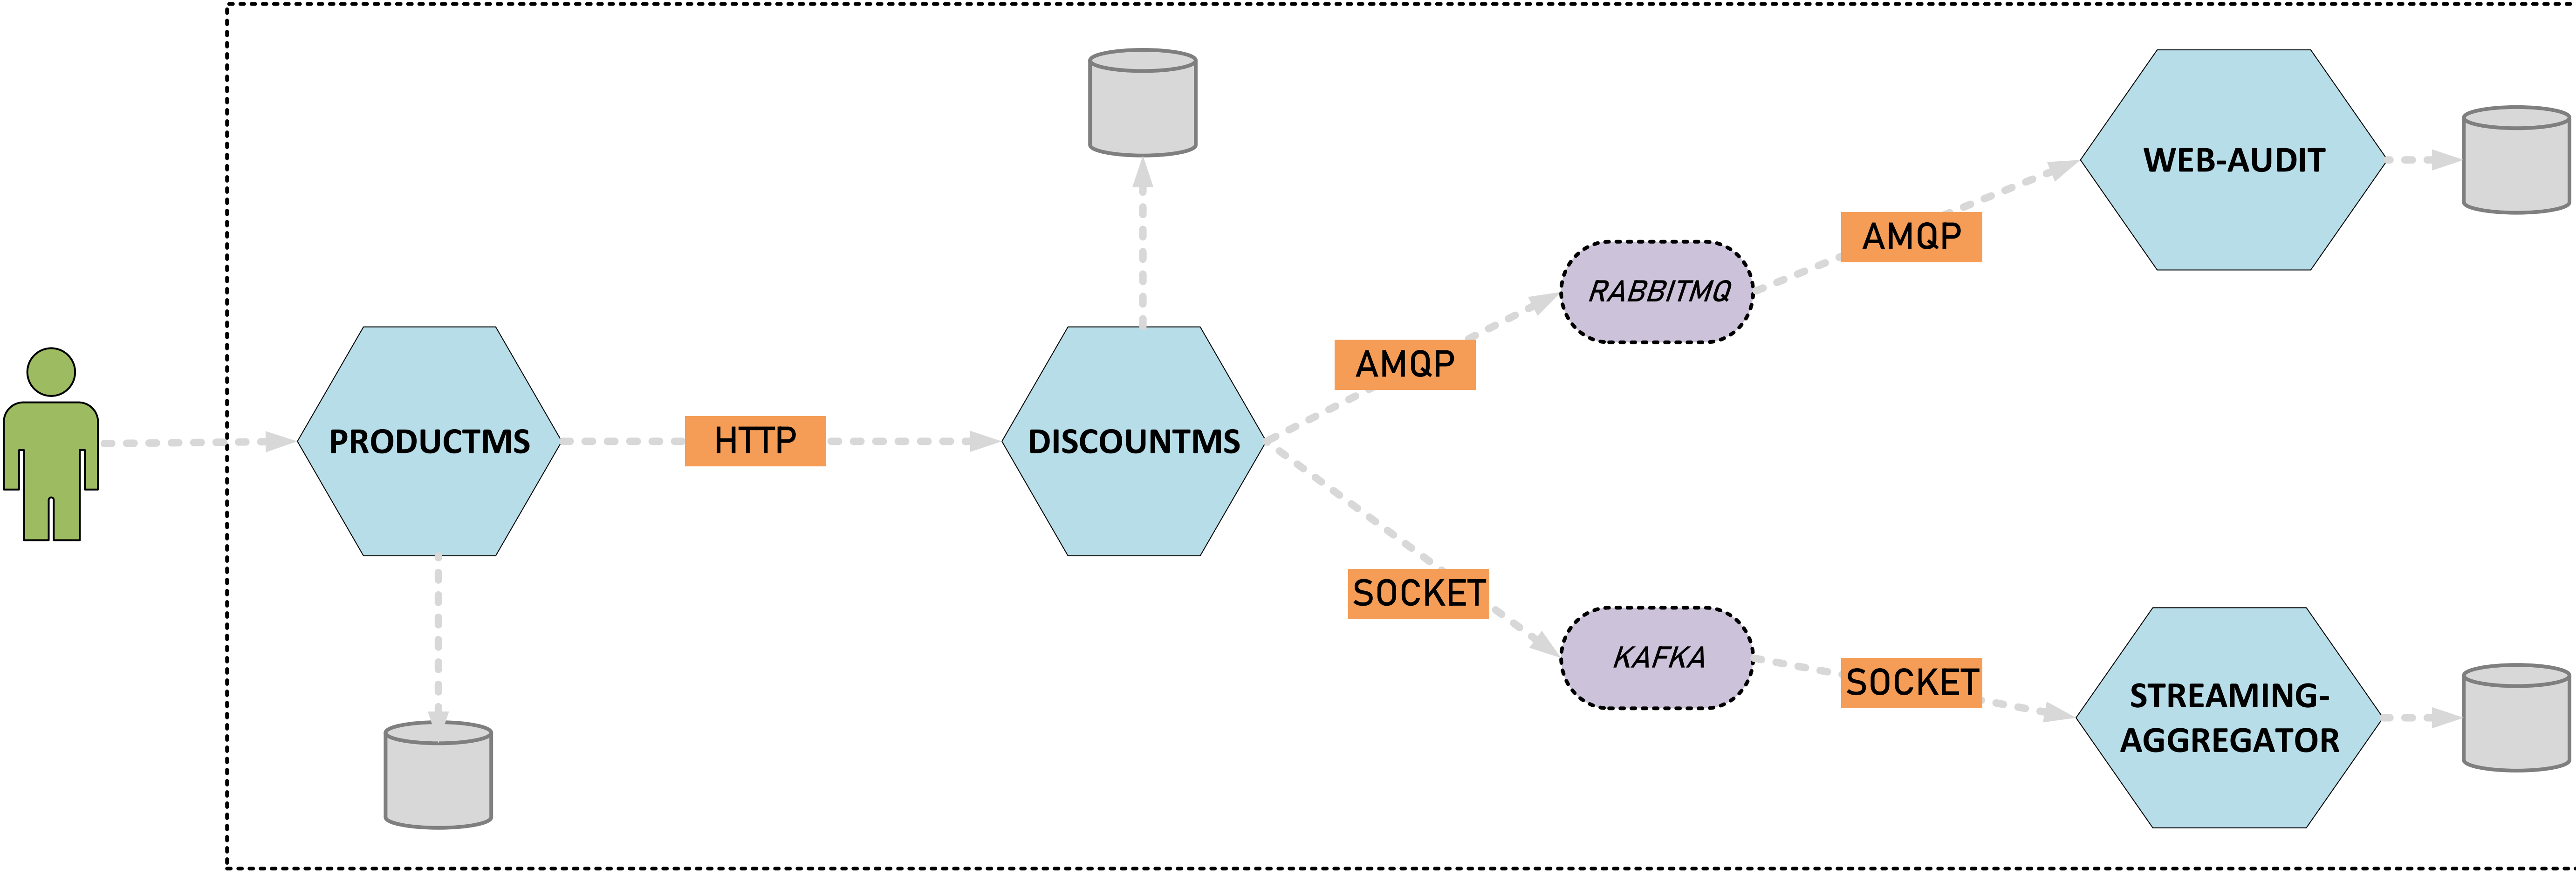 PRODUCTMS
HTTP
DISCOUNTMS
AMQP
RABBITMQ
AMQP
WEB-AUDIT
SOCKET
KAFKA
SOCKET
STREAMING-
AGGREGATOR